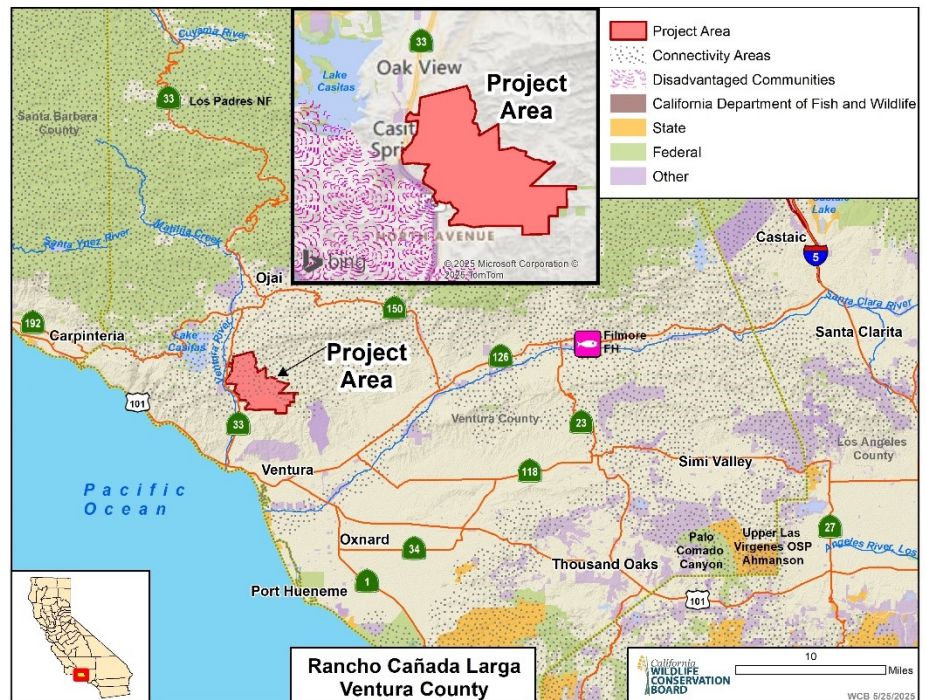 Cuyama River
33
Los Padres NF
Santa Barbara
County
Santa Ynez River
Matilija Creek
Ojai
192
Carpinteria
Lake
Casitas
Ventura River
150
101
33
Project
Area
Ventura
126
Filmore
FH
Ventura County
23
118
Simi Valley
Castaic
Lake
5
Santa Clara River
Santa Clarita
Los Angeles
County
27
Pacific
Ocean
Oxnard
34
1
Port Hueneme
Thousand Oaks
Palo
Comado
Canyon
Upper Las
Virgenes OSP
Ahmanson
Angeles River, Los
101
33
Oak View
Lake
Casitas
Project
Area
Casit
Spri
NORTH AVENUE
bing
© 2025 Microsoft Corporation ©
2025 TomTom
Project Area
Connectivity Areas
Disadvantaged Communities
California Department of Fish and Wildlife
State
Federal
Other
Rancho Cañada Larga
Ventura County
California
WILDLIFE
CONSERVATION
BOARD
10
Miles
WCB 5/25/2025